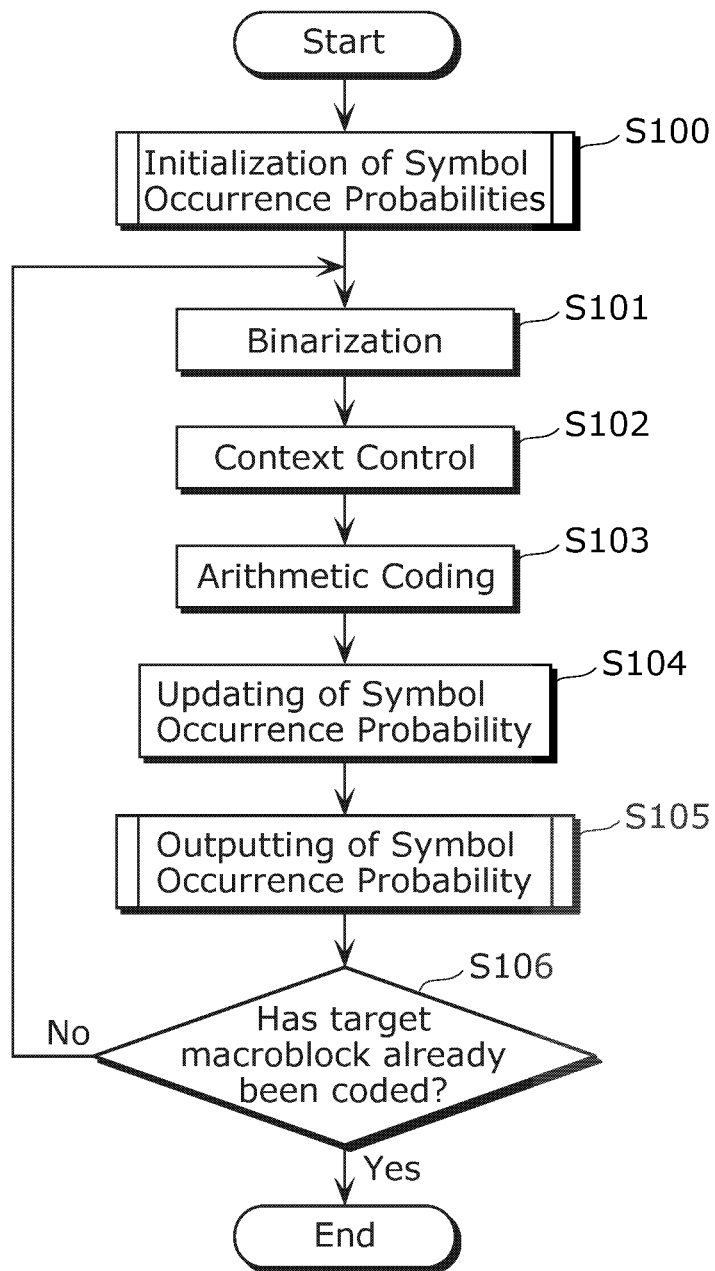 Start
Initialization of Symbol
Occurrence Probabilities
S100
Binarization
S101
Context Control
S102
Arithmetic Coding
S103
Updating of Symbol
Occurrence Probability
S104
Outputting of Symbol
Occurrence Probability
S105
S106
Has target
macroblock already
been coded?
No
Yes
End